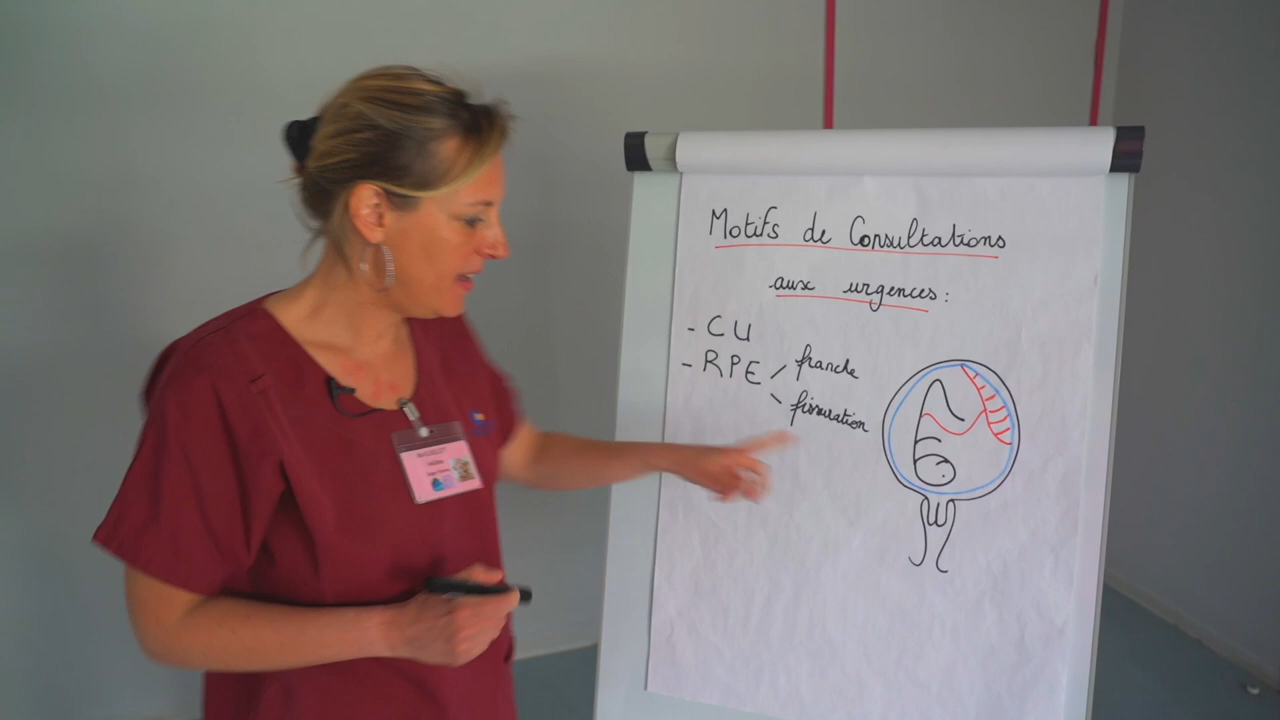 Motifs de Consultations
aux urgences :
- CU
- RPE
franche
fissuration